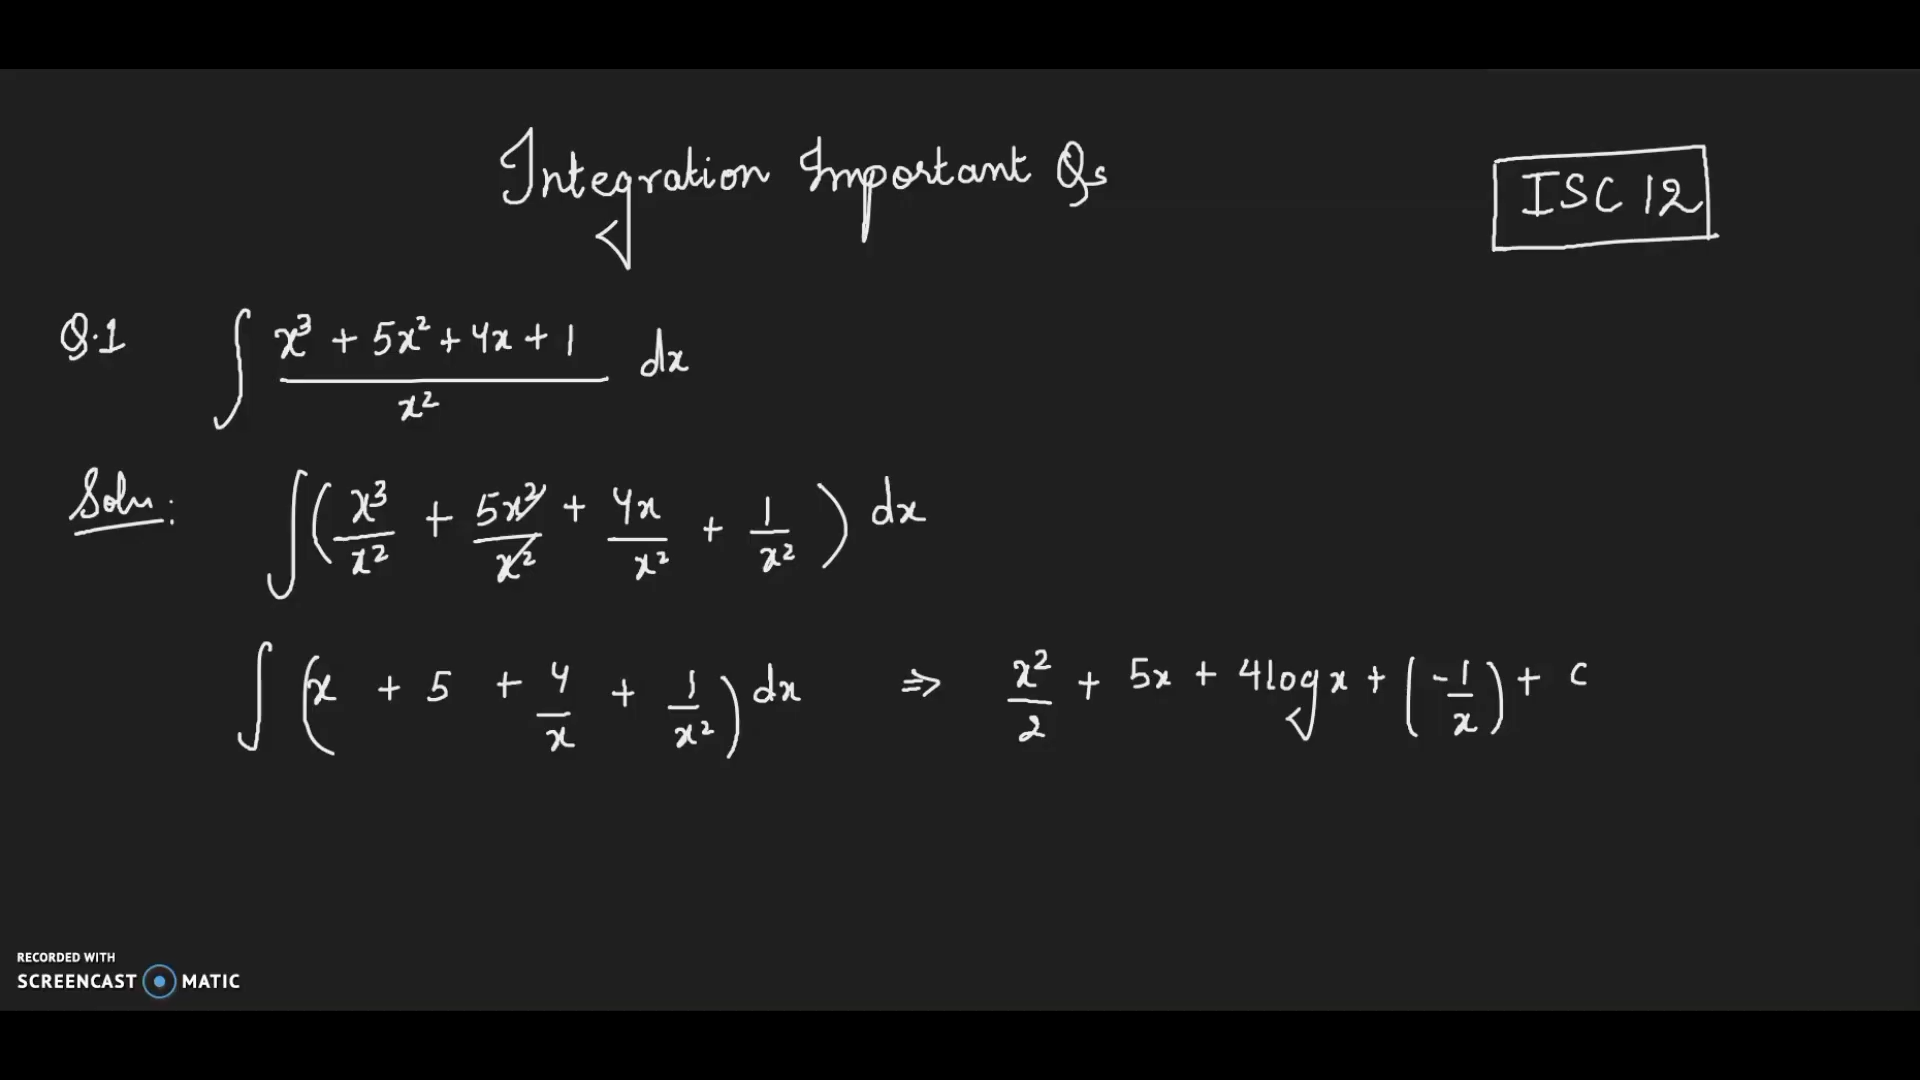 Integration Important Qs
ISC 12
Q.1 ∫ (x³ + 5x² + 4x + 1)/x² dx
Soln: ∫(x³/x² + 5x²/x² + 4x/x² + 1/x²) dx
∫(x + 5 + 4/x + 1/x²) dx ⇒ x²/2 + 5x + 4logx + (-1/x) + c
RECORDED WITH
SCREENCAST MATIC